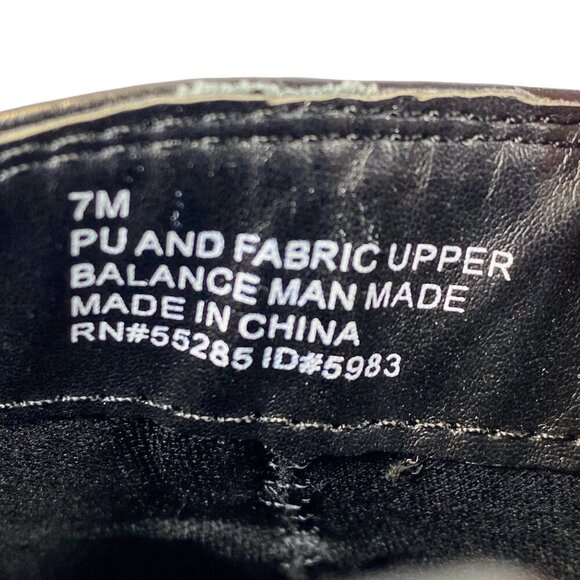 7M
PU AND FABRIC UPPER
BALANCE MAN MADE
MADE IN CHINA
RN#55285 ID#5983